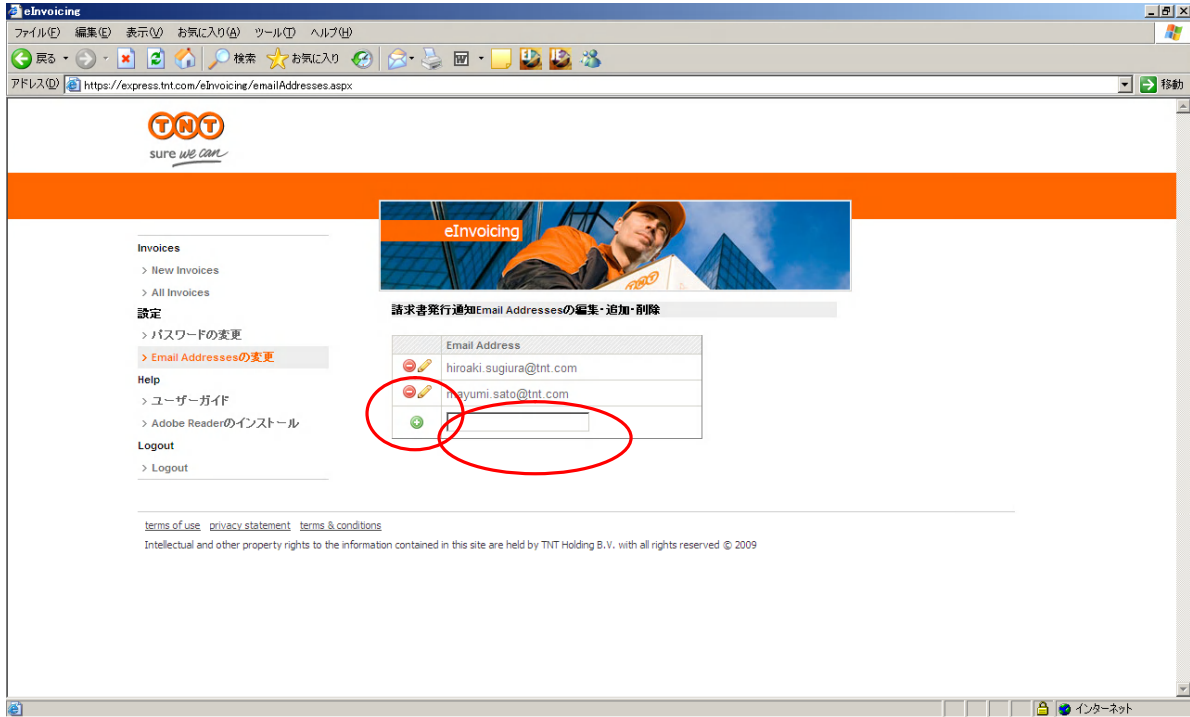 eInvoicing
ファイル(F) 編集(E) 表示(V) お気に入り(A) ツール(T) ヘルプ(H)
戻る 検索 お気に入り
アドレス(D) https://express.tnt.com/eInvoicing/emailAddresses.aspx 移動
TNT
sure we can
eInvoicing
TNT
Invoices
> New Invoices
> All Invoices
設定
> パスワードの変更
> Email Addressesの変更
Help
> ユーザーガイド
> Adobe Readerのインストール
Logout
> Logout
請求書発行通知Email Addressesの編集・追加・削除
Email Address
hiroaki.sugiura@tnt.com
mayumi.sato@tnt.com
terms of use privacy statement terms & conditions
Intellectual and other property rights to the information contained in this site are held by TNT Holding B.V. with all rights reserved © 2009
インターネット